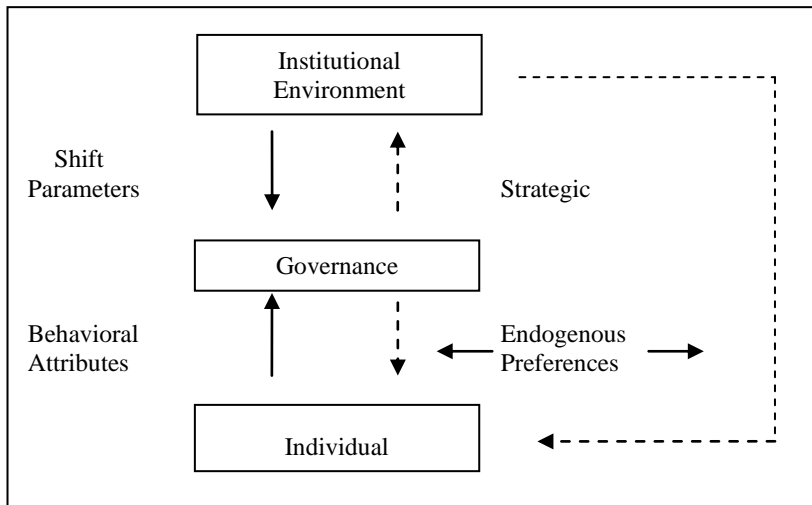 Institutional
Environment
Shift
Parameters
Strategic
Governance
Behavioral
Attributes
Endogenous
Preferences
Individual